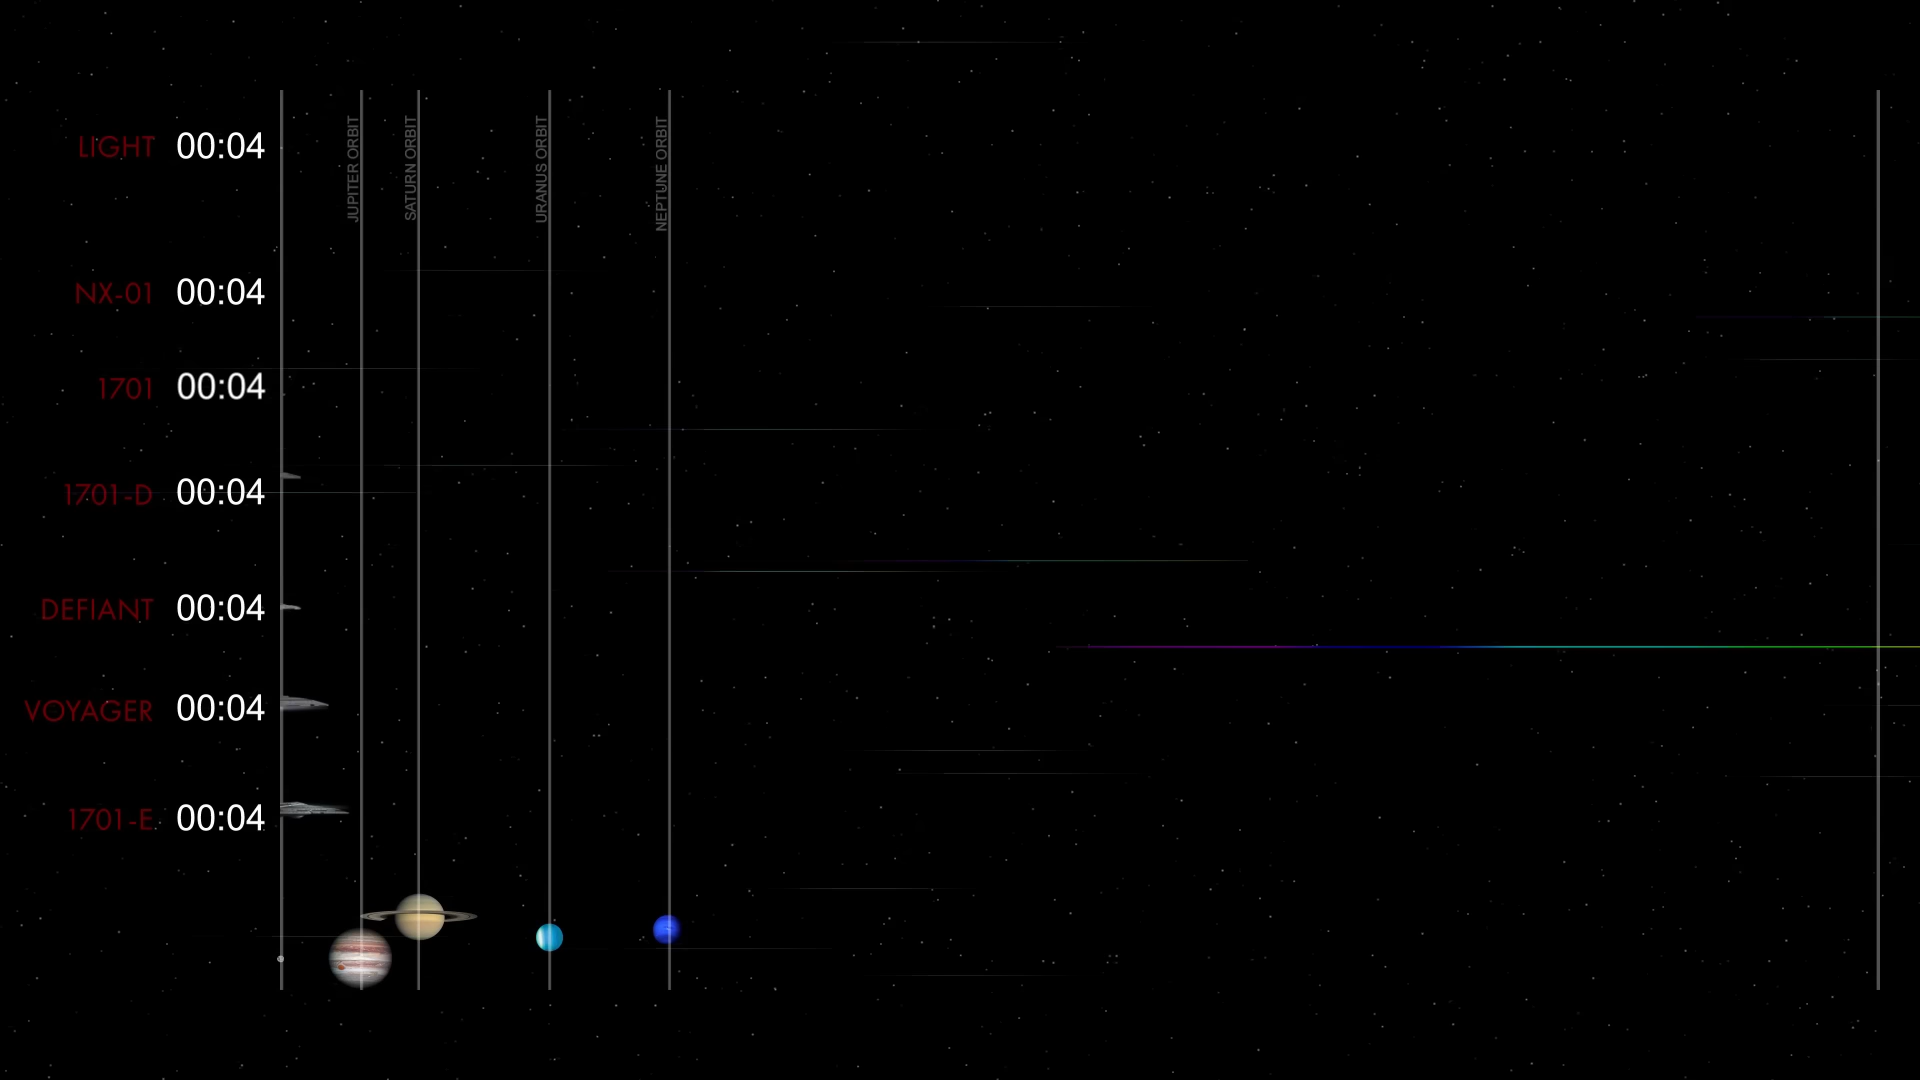 LIGHT 00:04
JUPITER ORBIT
SATURN ORBIT
URANUS ORBIT
NEPTUNE ORBIT
NX-01 00:04
1701 00:04
1701-D 00:04
DEFIANT 00:04
VOYAGER 00:04
1701-E 00:04